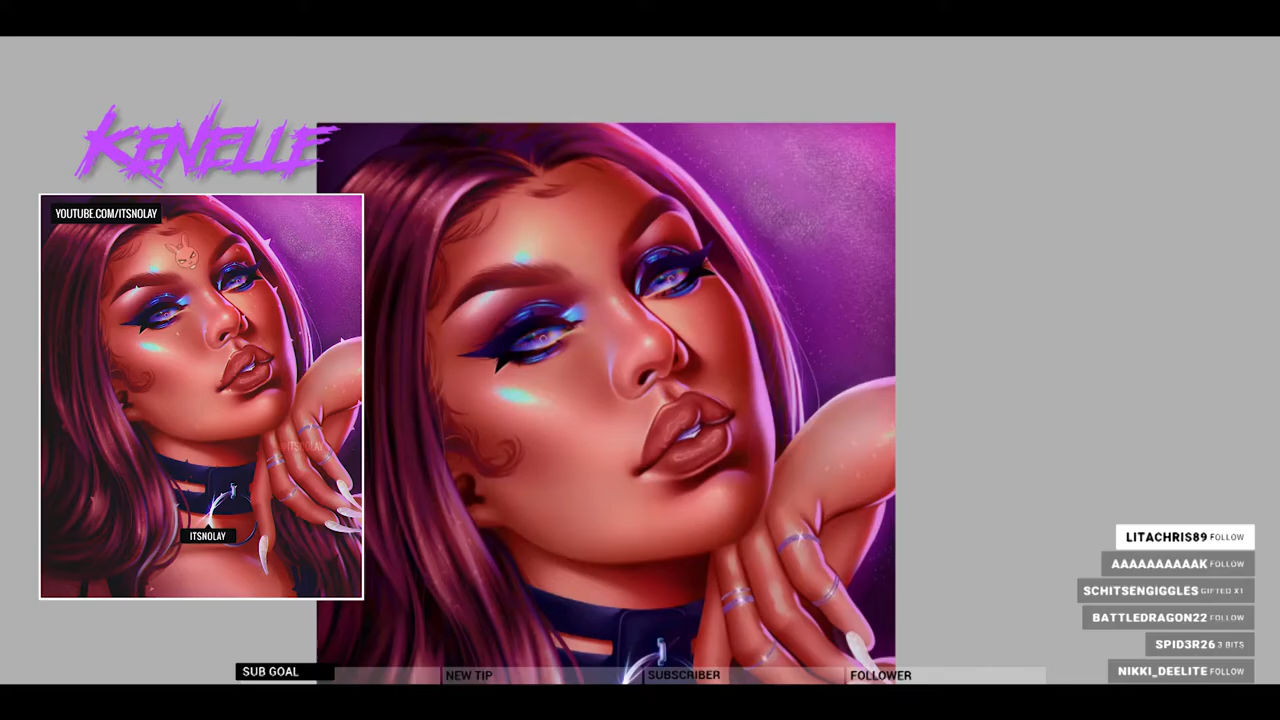 KENELLE
YOUTUBE.COM/ITSNOLAY
@ITSNOLAY
ITSNOLAY
LITACHRIS89 FOLLOW
AAAAAAAAAAK FOLLOW
SCHITSENGIGGLES GIFTED X1
BATTLEDRAGON22 FOLLOW
SPID3R26 3 BITS
NIKKI_DEELITE FOLLOW
SUB GOAL
NEW TIP
SUBSCRIBER
FOLLOWER